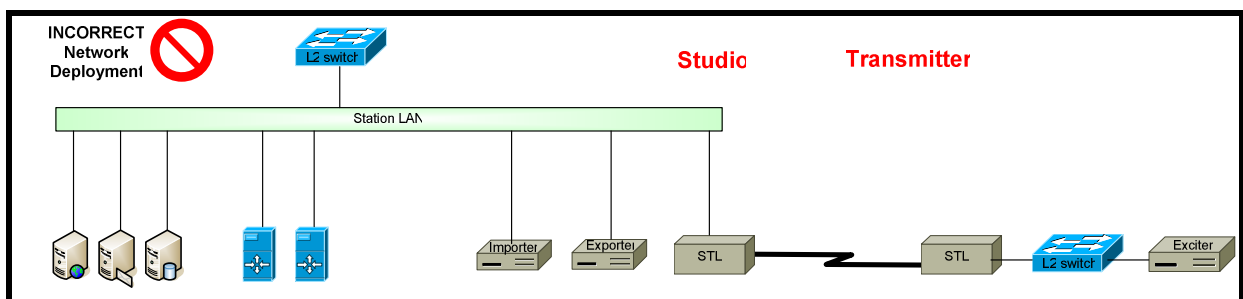 INCORRECT
Network
Deployment
L2 switch
Studio
Transmitter
Station LAN
Importer
Exporter
STL
STL
L2 switch
Exciter